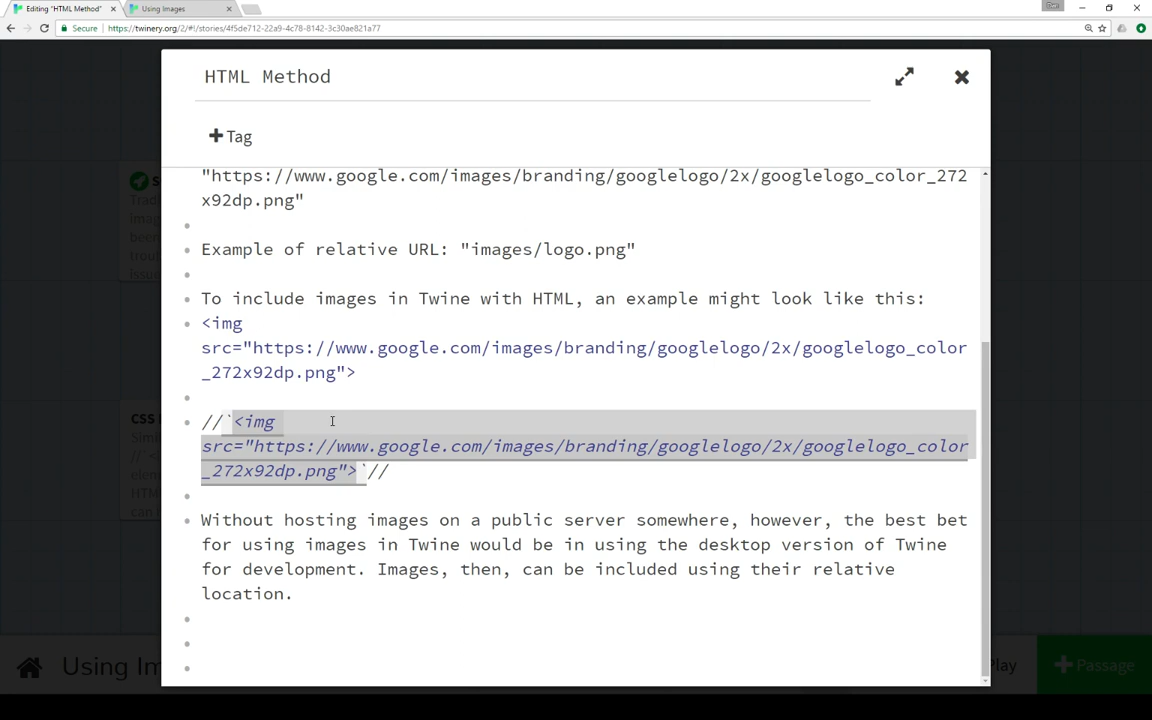 Editing "HTML Method"
Using Images
Secure
https://twinery.org/2/#!/stories/4f5de712-22a9-4c78-8142-3c30ae821a77
HTML Method
+ Tag
"https://www.google.com/images/branding/googlelogo/2x/googlelogo_color_272
x92dp.png"
Example of relative URL: "images/logo.png"
To include images in Twine with HTML, an example might look like this:
<img
src="https://www.google.com/images/branding/googlelogo/2x/googlelogo_color
_272x92dp.png">
//`<img
src="https://www.google.com/images/branding/googlelogo/2x/googlelogo_color
_272x92dp.png">`//
Without hosting images on a public server somewhere, however, the best bet
for using images in Twine would be in using the desktop version of Twine
for development. Images, then, can be included using their relative
location.
CSS
Using Im
Play
+ Passage